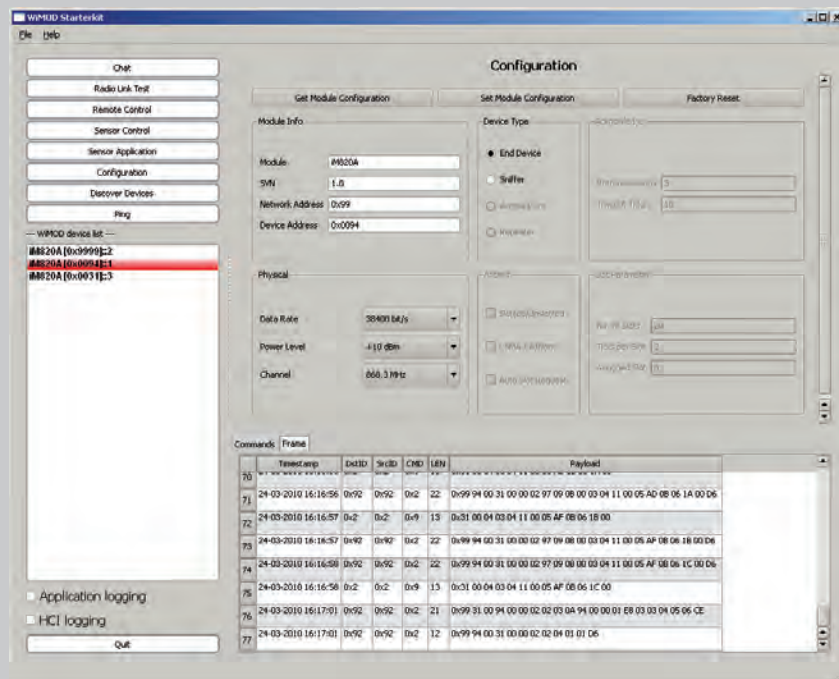 WiMOD Starterkit
File Help
Chat
Radio Link Test
Remote Control
Sensor Control
Sensor Application
Configuration
Discover Devices
Ping
WiMOD device list
iM820A [0x9999]::2
iM820A [0x0094]::1
iM820A [0x0031]::3
Application logging
HCI logging
Quit
Configuration
Get Module Configuration Set Module Configuration Factory Reset
Module Info
Module iM820A
SVN 1.0
Network Address 0x99
Device Address 0x0094
Device Type
End Device
Sniffer
Physical
Data Rate 38400 bit/s
Power Level +10 dBm
Channel 868.3 MHz
Commands Frame
Timestamp DstID SrcID CMD LEN Payload
70
71 24-03-2010 16:16:56 0x92 0x92 0x2 22 0x99 94 00 31 00 00 02 97 09 08 00 03 04 11 00 05 AD 0B 06 1A 00 D6
72 24-03-2010 16:16:57 0x2 0x2 0x9 13 0x31 00 04 03 04 11 00 05 AF 0B 06 1B 00
73 24-03-2010 16:16:57 0x92 0x92 0x2 22 0x99 94 00 31 00 00 02 97 09 08 00 03 04 11 00 05 AF 0B 06 1B 00 D6
74 24-03-2010 16:16:58 0x92 0x92 0x2 22 0x99 94 00 31 00 00 02 97 09 08 00 03 04 11 00 05 AF 0B 06 1C 00 D6
75 24-03-2010 16:16:58 0x2 0x2 0x9 13 0x31 00 04 03 04 11 00 05 AF 0B 06 1C 00
76 24-03-2010 16:17:01 0x92 0x92 0x2 21 0x99 31 00 94 00 00 02 02 03 0A 94 00 00 01 E8 03 03 04 05 06 CE
77 24-03-2010 16:17:01 0x92 0x92 0x2 12 0x99 94 00 31 00 00 02 02 04 01 01 D6